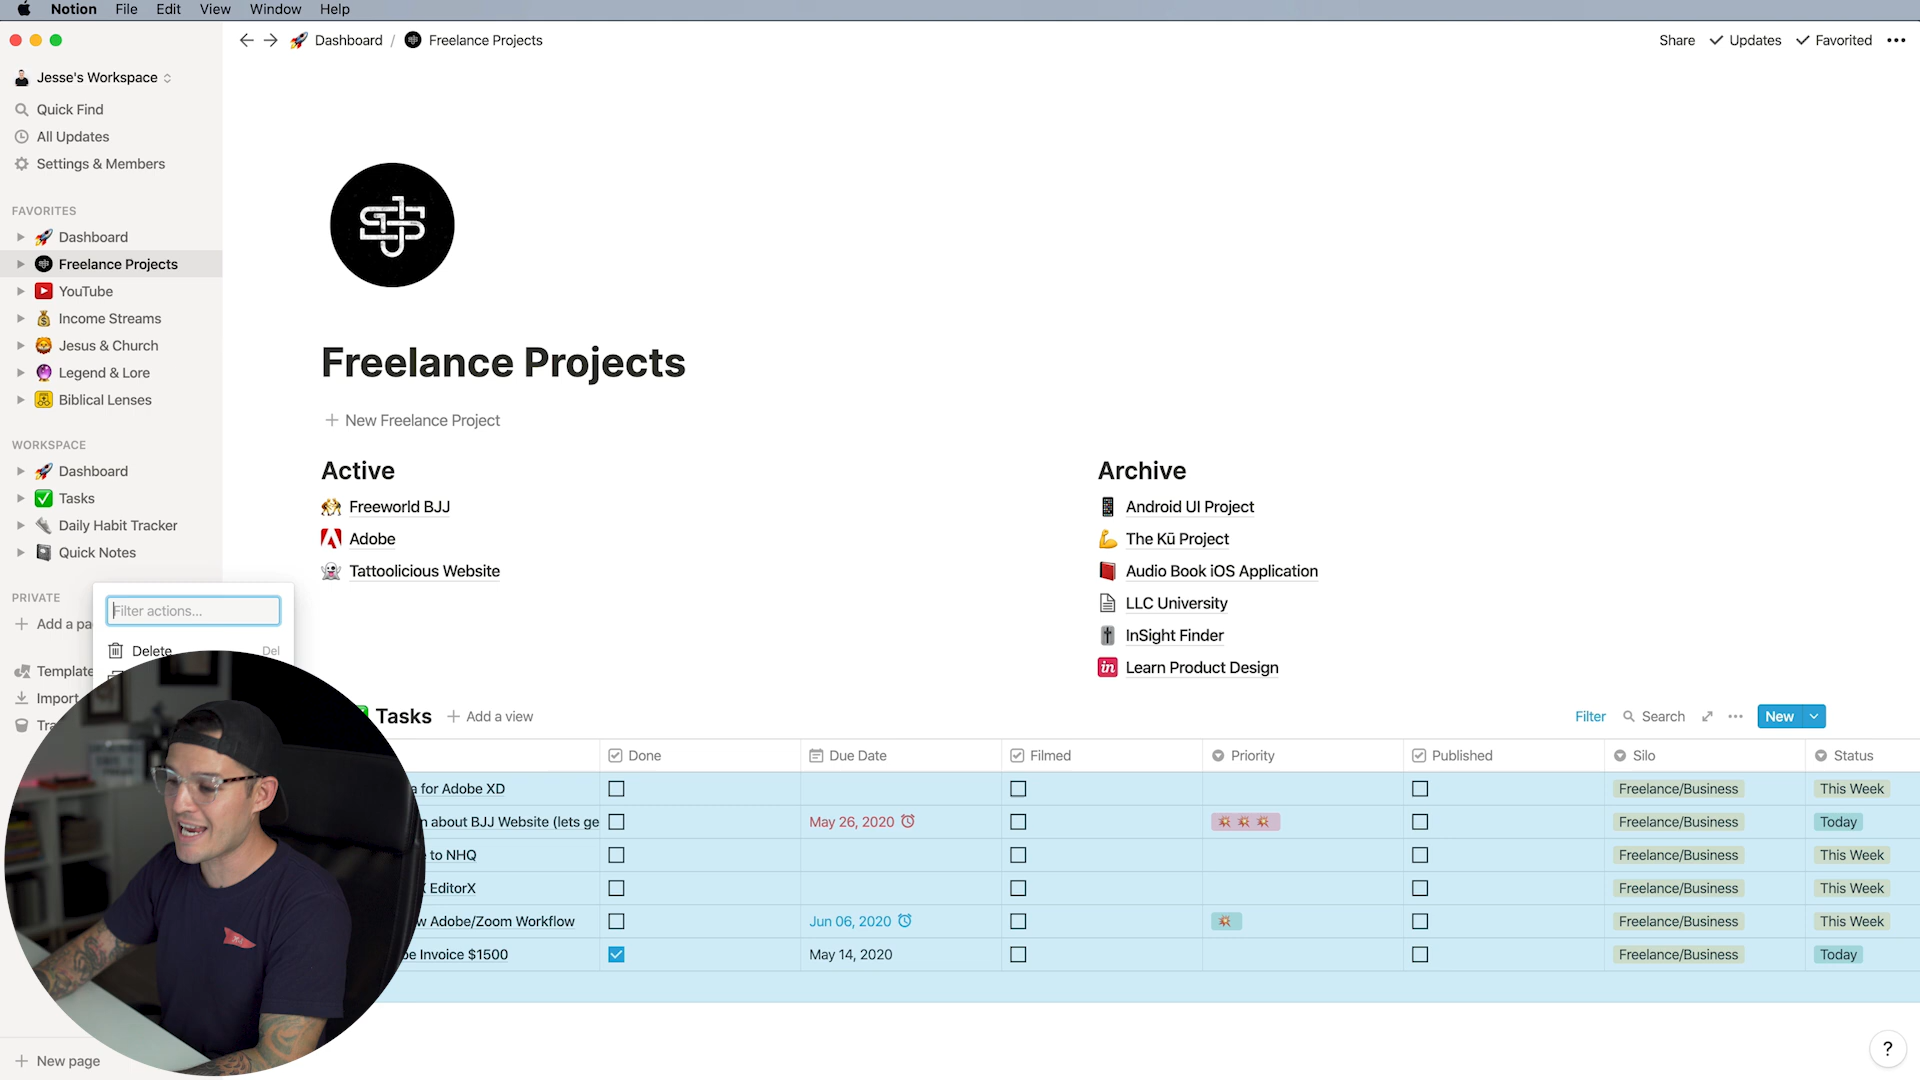 Notion File Edit View Window Help
Dashboard / Freelance Projects
Share Updates Favorited
Jesse's Workspace
Quick Find
All Updates
Settings & Members
FAVORITES
Dashboard
Freelance Projects
YouTube
Income Streams
Jesus & Church
Legend & Lore
Biblical Lenses
WORKSPACE
Dashboard
Tasks
Daily Habit Tracker
Quick Notes
PRIVATE
Add a pa
Filter actions...
Delete Del
Template
Import
Tra
New page
Freelance Projects
New Freelance Project
Active
Freeworld BJJ
Adobe
Tattoolicious Website
Archive
Android UI Project
The Kū Project
Audio Book iOS Application
LLC University
InSight Finder
in Learn Product Design
Tasks Add a view
Filter Search New
Done Due Date Filmed Priority Published Silo Status
for Adobe XD Freelance/Business This Week
about BJJ Website (lets ge May 26, 2020 Freelance/Business Today
to NHQ Freelance/Business This Week
EditorX Freelance/Business This Week
Adobe/Zoom Workflow Jun 06, 2020 Freelance/Business This Week
Invoice $1500 May 14, 2020 Freelance/Business Today
?